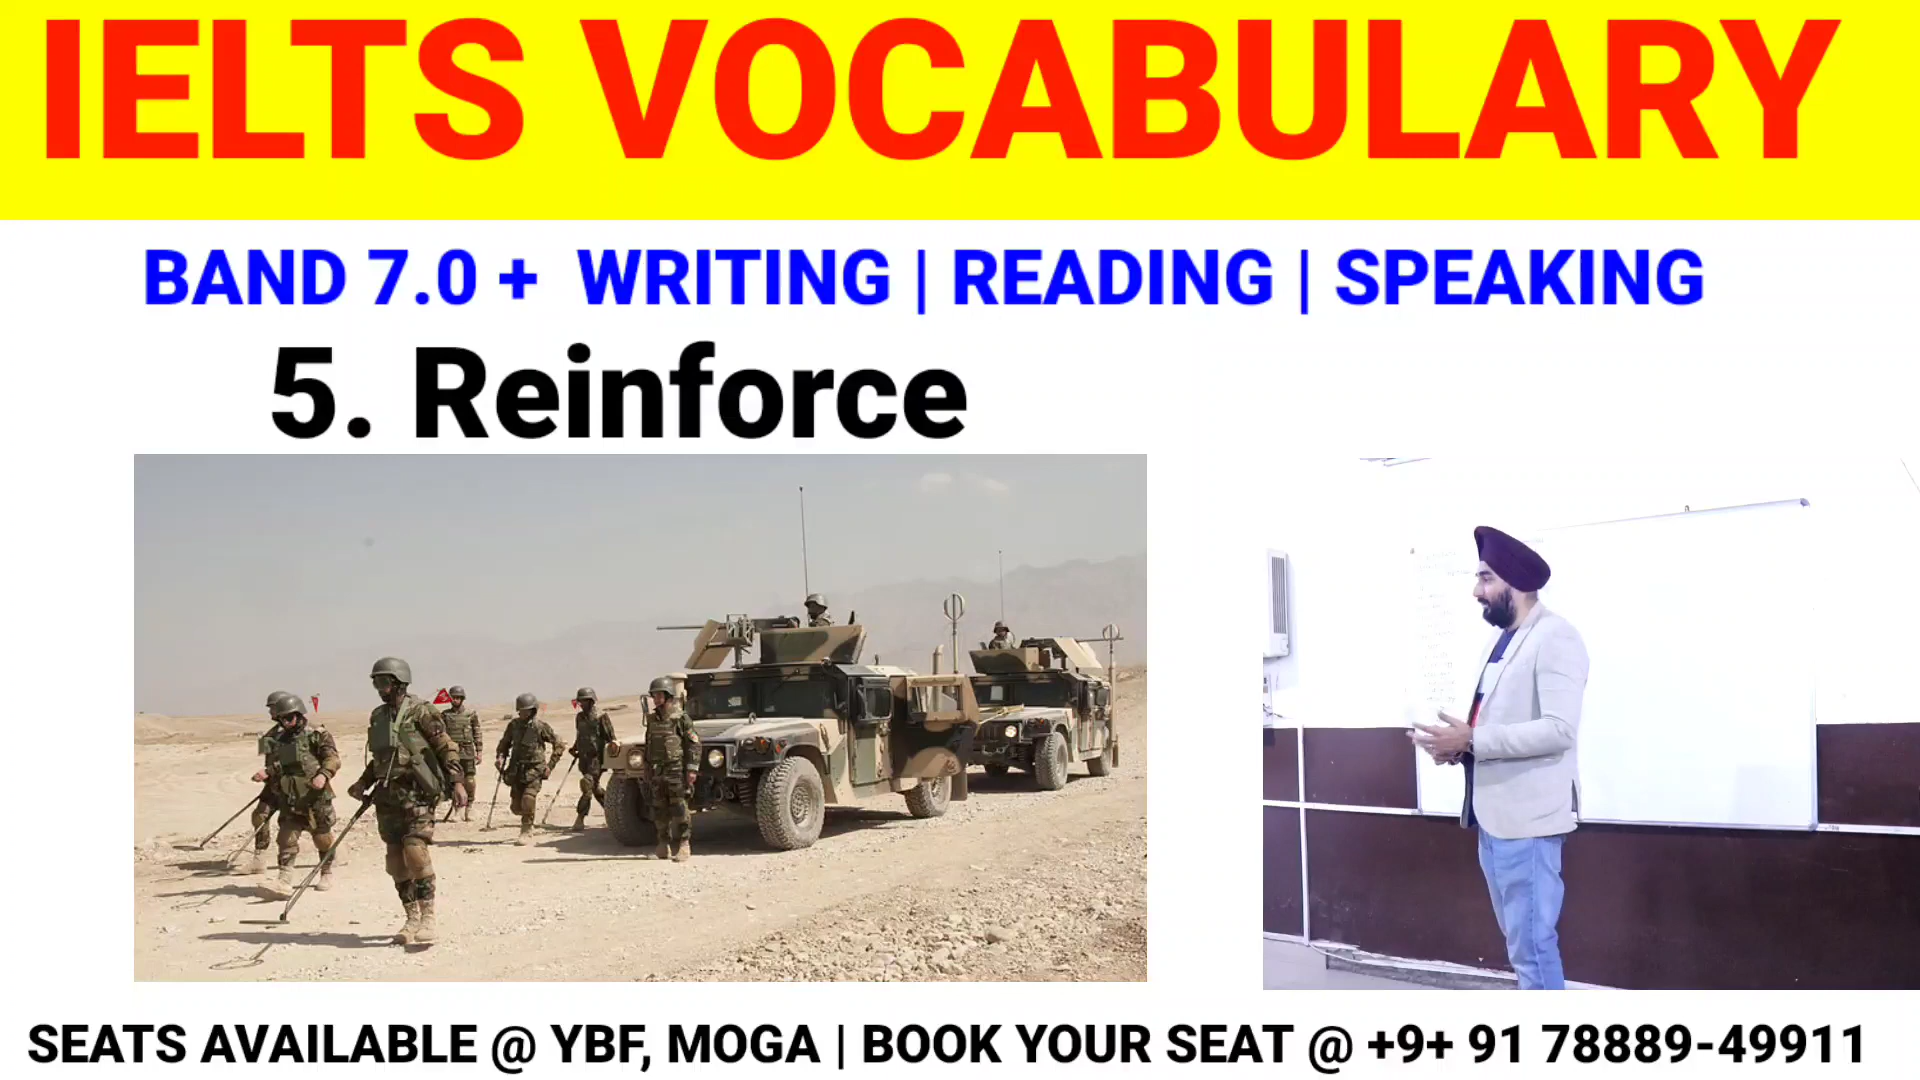 IELTS VOCABULARY
BAND 7.0 + WRITING | READING | SPEAKING
5. Reinforce
SEATS AVAILABLE @ YBF, MOGA | BOOK YOUR SEAT @ +9+ 91 78889-49911